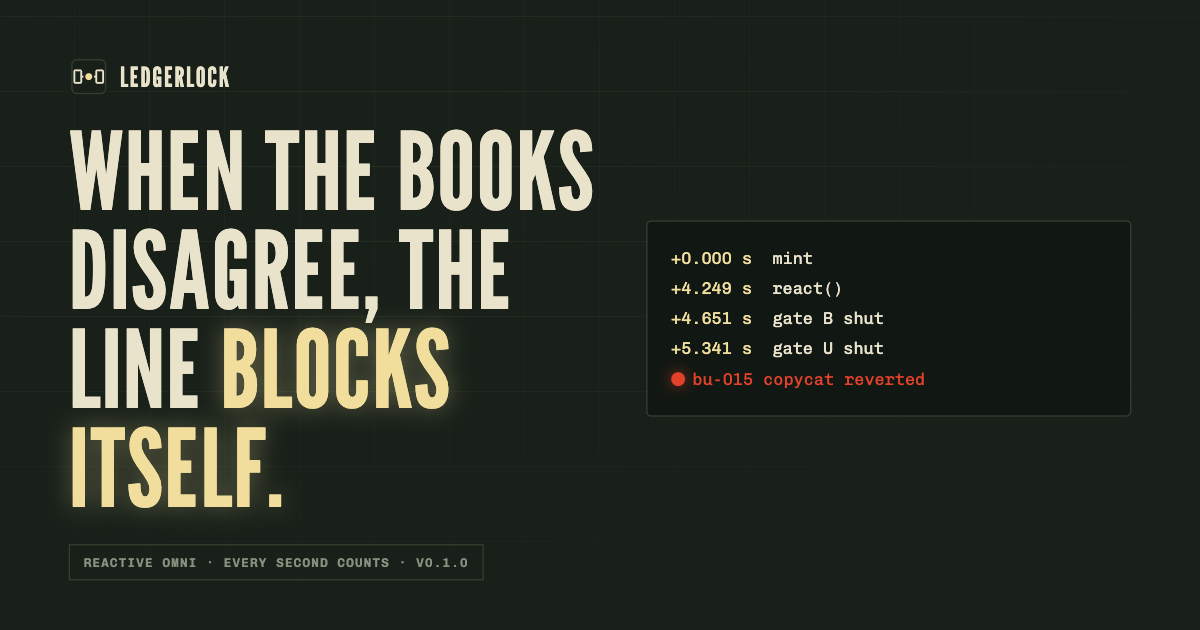 LEDGERLOCK
WHEN THE BOOKS
DISAGREE, THE
LINE BLOCKS
ITSELF.
+0.000 s mint
+4.249 s react()
+4.651 s gate B shut
+5.341 s gate U shut
bu-015 copycat reverted
REACTIVE OMNI · EVERY SECOND COUNTS · V0.1.0